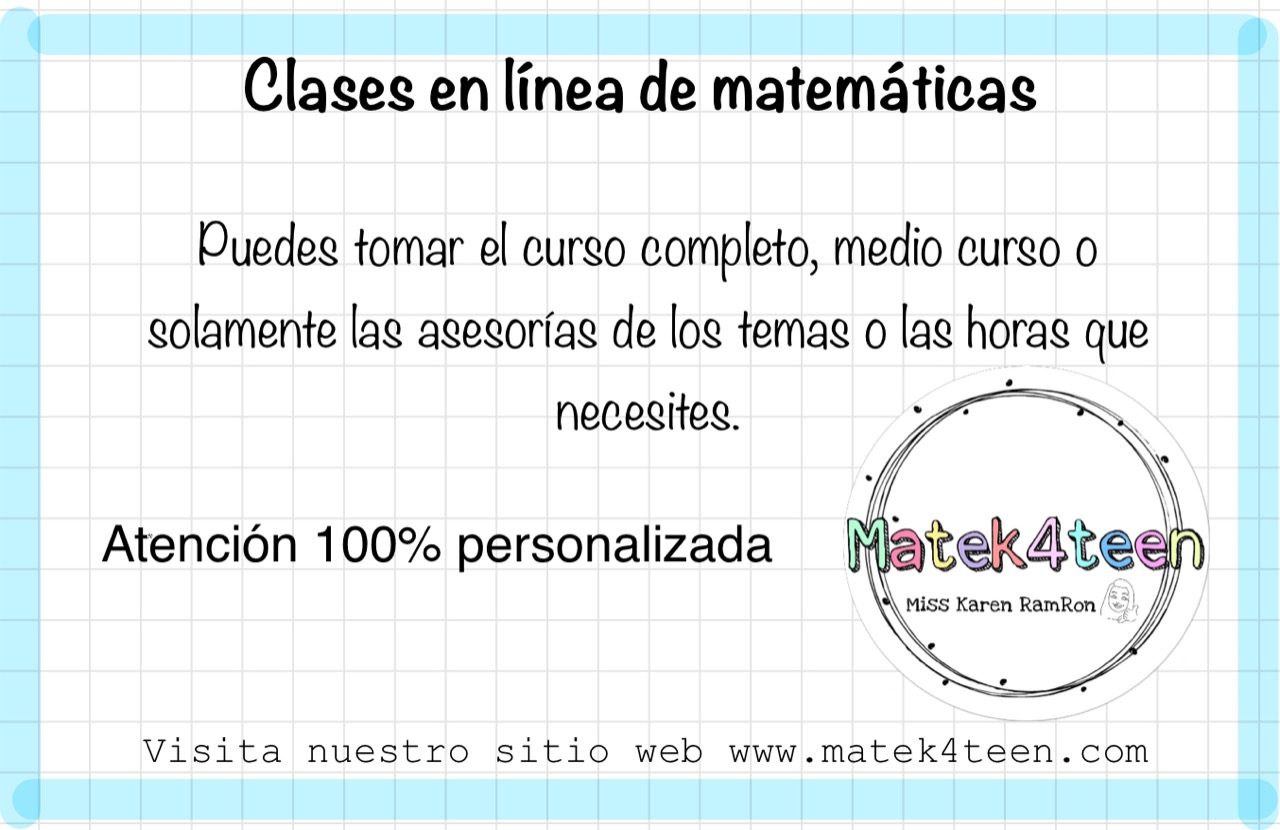 Clases en línea de matemáticas
Puedes tomar el curso completo, medio curso o
solamente las asesorías de los temas o las horas que
necesites.
Atención 100% personalizada
Matek4teen
Miss Karen RamRon
Visita nuestro sitio web www.matek4teen.com